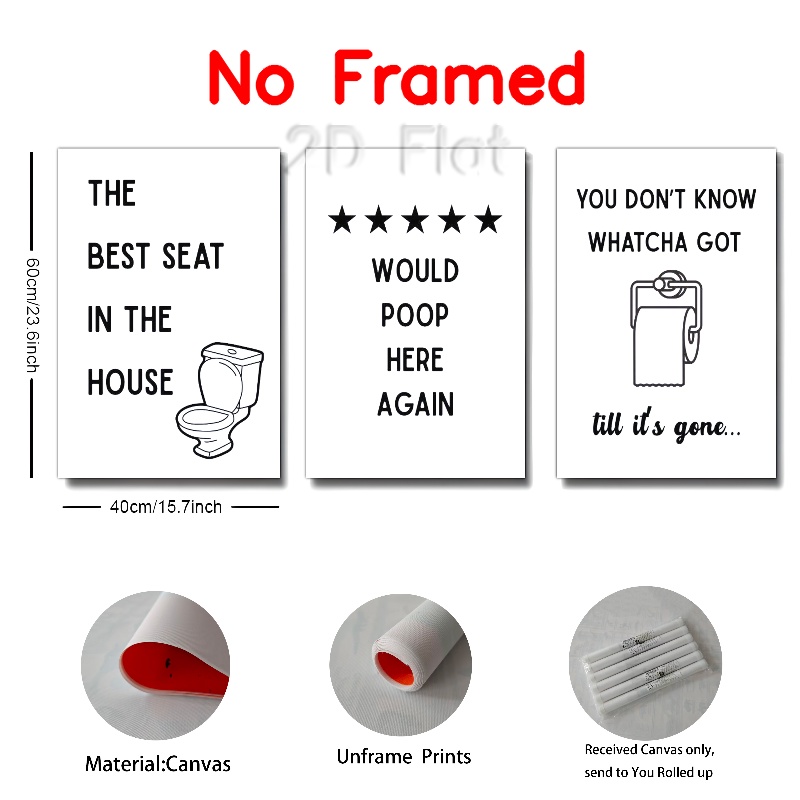 No Framed
2D Flat
THE
BEST SEAT
IN THE
HOUSE
★★★★★
WOULD
POOP
HERE
AGAIN
YOU DON'T KNOW
WHATCHA GOT
till it's gone...
60cm/23.6inch
40cm/15.7inch
Material:Canvas
Unframe Prints
Received Canvas only,
send to You Rolled up